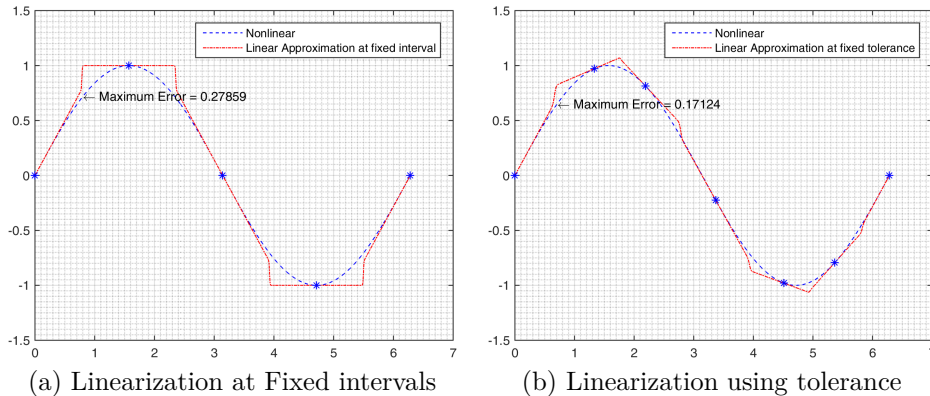 1.5
1
0.5
0
-0.5
-1
-1.5
0 1 2 3 4 5 6 7
Nonlinear
Linear Approximation at fixed interval
← Maximum Error = 0.27859
(a) Linearization at Fixed intervals
1.5
1
0.5
0
-0.5
-1
-1.5
0 1 2 3 4 5 6 7
Nonlinear
Linear Approximation at fixed tolerance
← Maximum Error = 0.17124
(b) Linearization using tolerance